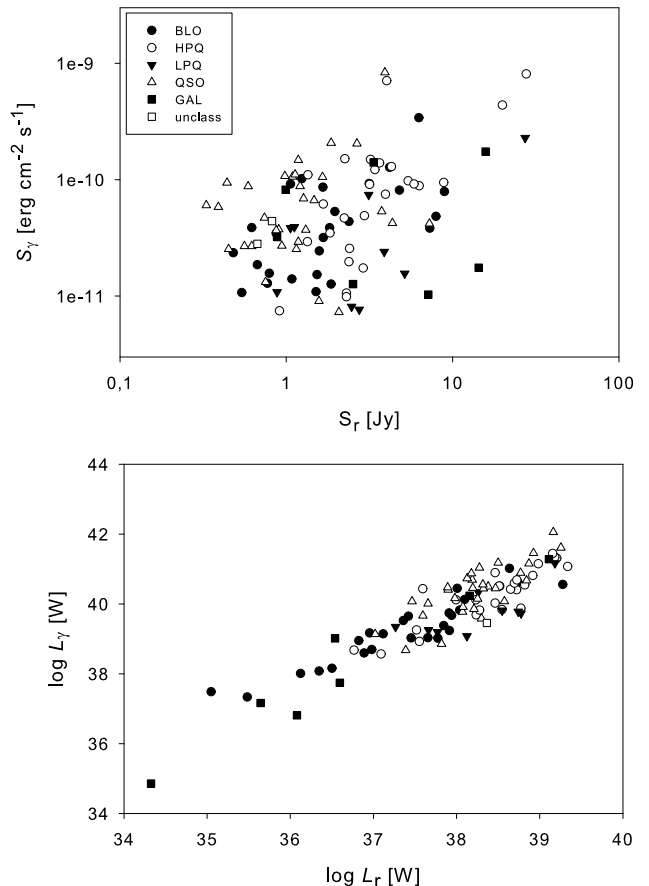 1e-9
BLO
HPQ
LPQ
QSO
GAL
unclass
1e-10
Sγ [erg cm-2 s-1]
1e-11
0,1 1 10 100
Sr [Jy]
44
42
40
log Lγ [W]
38
36
34
34 35 36 37 38 39 40
log Lr [W]